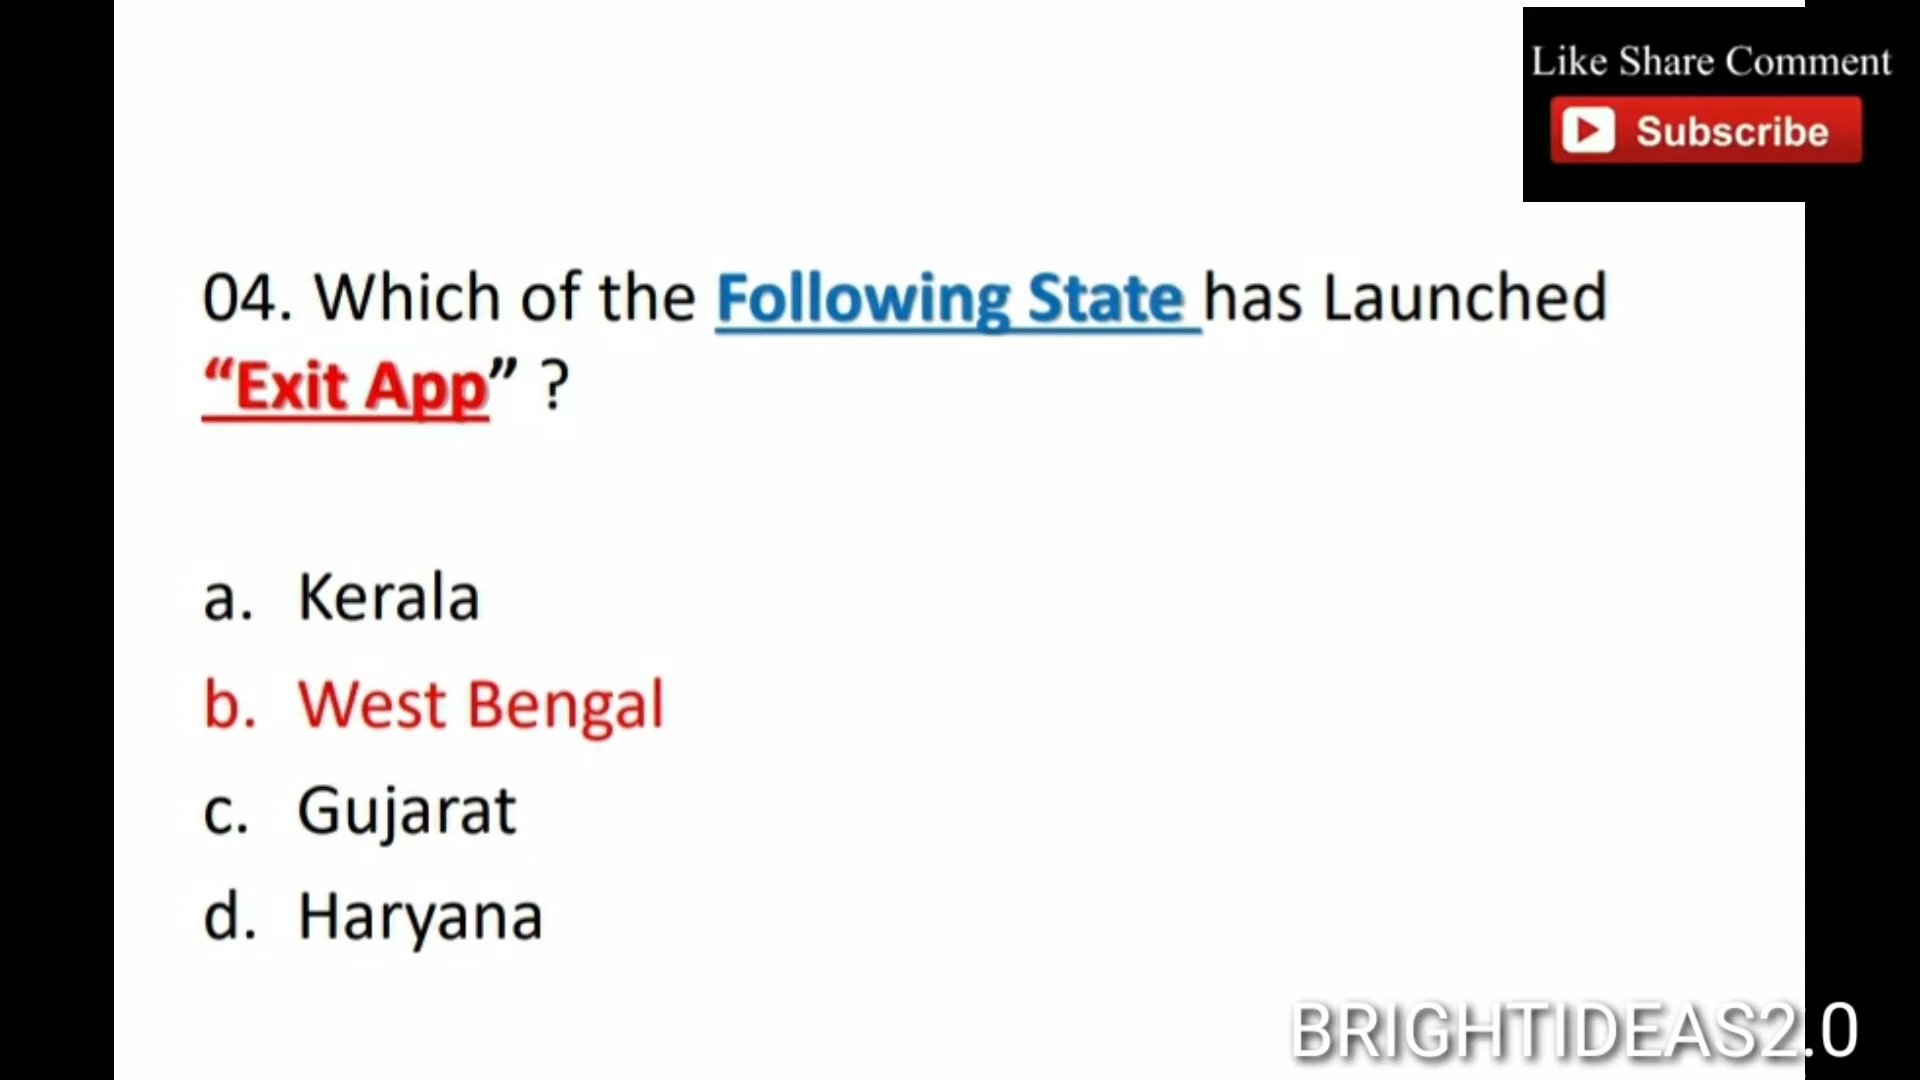 Like Share Comment
Subscribe
04. Which of the Following State has Launched
“Exit App” ?
a. Kerala
b. West Bengal
c. Gujarat
d. Haryana
BRIGHTIDEAS2.0